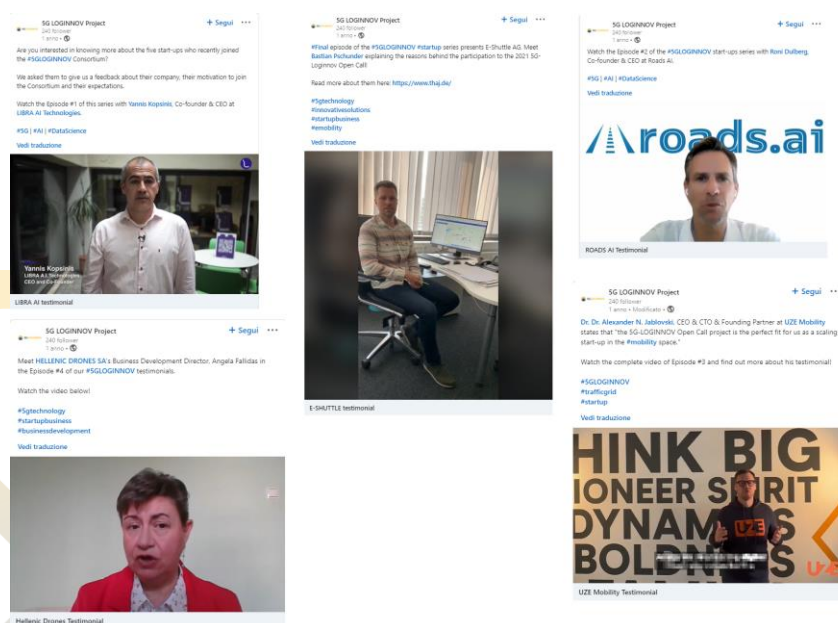 5G LOGINNOV Project
240 follower
1 anno •
+ Segui ···
Are you interested in knowing more about the five start-ups who recently joined
the #5GLOGINNOV Consortium?
We asked them to give us a feedback about their company, their motivation to join
the Consortium and their expectations.
Watch the Episode #1 of this series with Yannis Kopsinis, Co-founder & CEO at
LIBRA AI Technologies.
#5G | #AI | #DataScience
Vedi traduzione
Yannis Kopsinis
LIBRA A.I. Technologies
CEO and Co-Founder
LIBRA AI testimonial
5G LOGINNOV Project
240 follower
1 anno •
+ Segui ···
Meet HELLENIC DRONES SA's Business Development Director, Angela Fallidas in
the Episode #4 of our #5GLOGINNOV testimonials.
Watch the video below!
#5gtechnology
#startupbusiness
#businessdevelopment
Vedi traduzione
Hellenic Drones Testimonial
5G LOGINNOV Project
240 follower
1 anno •
+ Segui ···
#Final episode of the #5GLOGINNOV #startup series presents E-Shuttle AG. Meet
Bastian Pschunder explaining the reasons behind the participation to the 2021 5G-
Loginnov Open Call!
Read more about them here: https://www.thaj.de/
#5gtechnology
#innovativesolutions
#startupbusiness
#emobility
Vedi traduzione
E-SHUTTLE testimonial
5G LOGINNOV Project
240 follower
1 anno •
+ Segui ···
Watch the Episode #2 of the #5GLOGINNOV start-ups series with Roni Dulberg,
Co-founder & CEO at Roads AI.
#5G | #AI | #DataScience
Vedi traduzione
roads.ai
ROADS AI Testimonial
5G LOGINNOV Project
240 follower
1 anno • Modificato •
+ Segui ··
Dr. Dr. Alexander N. Jablovski, CEO & CTO & Founding Partner at UZE Mobility
states that "the 5G-LOGINNOV Open Call project is the perfect fit for us as a scaling
start-up in the #mobility space."
Watch the complete video of Episode #3 and find out more about his testimonial!
#5GLOGINNOV
#trafficgrid
#startup
Vedi traduzione
HINK BIG
IONEER SPIRIT
DYNAM S
BOLDN S
UZE
UZE
UZE Mobility Testimonial